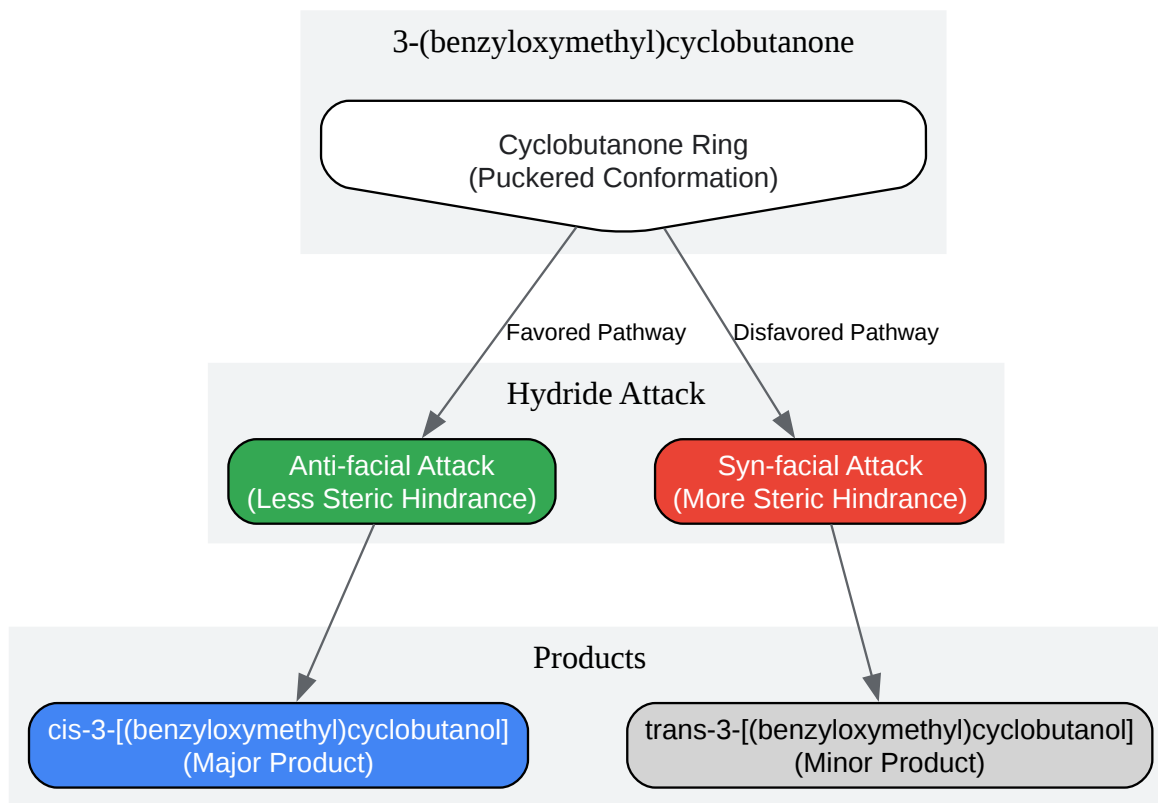 3-(benzyloxymethyl)cyclobutanone
Cyclobutanone Ring
(Puckered Conformation)
Favored Pathway
Disfavored Pathway
Hydride Attack
Anti-facial Attack
(Less Steric Hindrance)
Syn-facial Attack
(More Steric Hindrance)
Products
cis-3-[(benzyloxymethyl)cyclobutanol]
(Major Product)
trans-3-[(benzyloxymethyl)cyclobutanol]
(Minor Product)